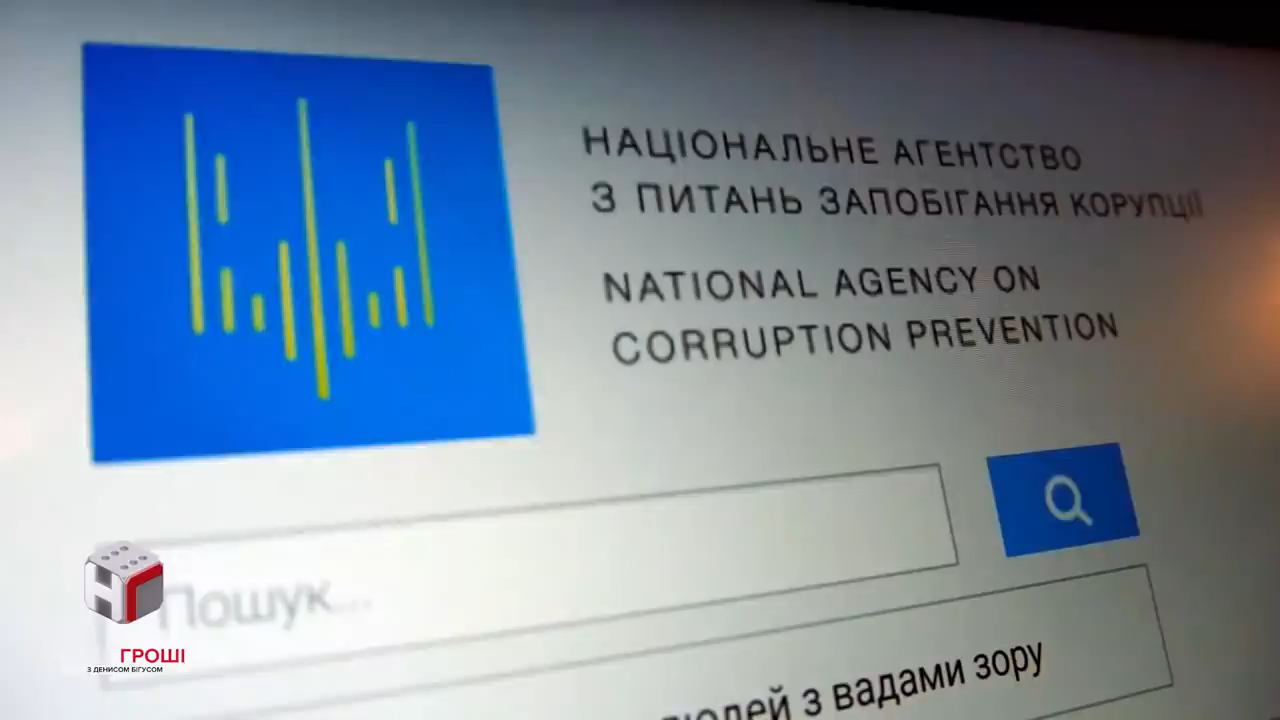 НАЦІОНАЛЬНЕ АГЕНТСТВО
З ПИТАНЬ ЗАПОБІГАННЯ КОРУПЦІЇ
NATIONAL AGENCY ON
CORRUPTION PREVENTION
Пошук...
людей з вадами зору
ГРОШІ
З ДЕНИСОМ БІГУСОМ